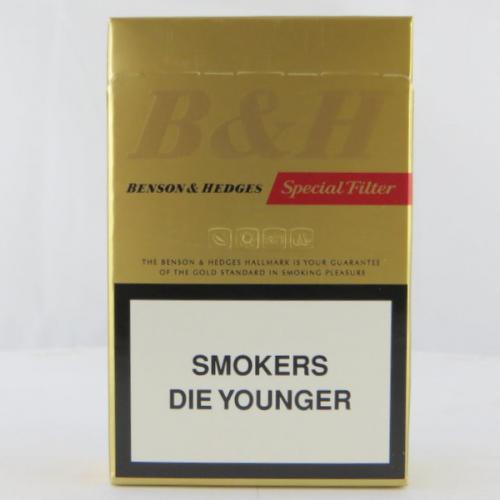 B&H
BENSON & HEDGES Special Filter
THE BENSON & HEDGES HALLMARK IS YOUR GUARANTEE
OF THE GOLD STANDARD IN SMOKING PLEASURE
SMOKERS
DIE YOUNGER